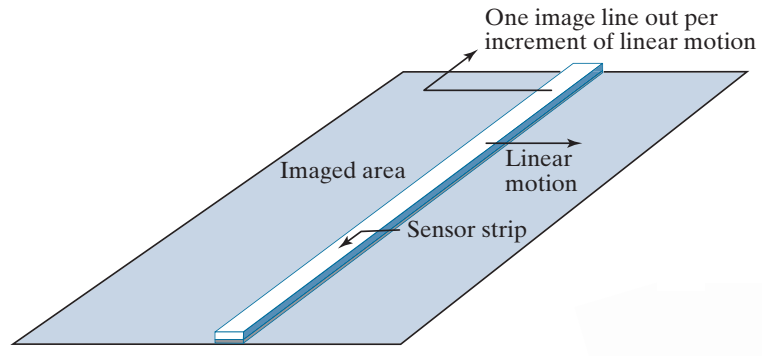 One image line out per
increment of linear motion
Imaged area
Linear
motion
Sensor strip